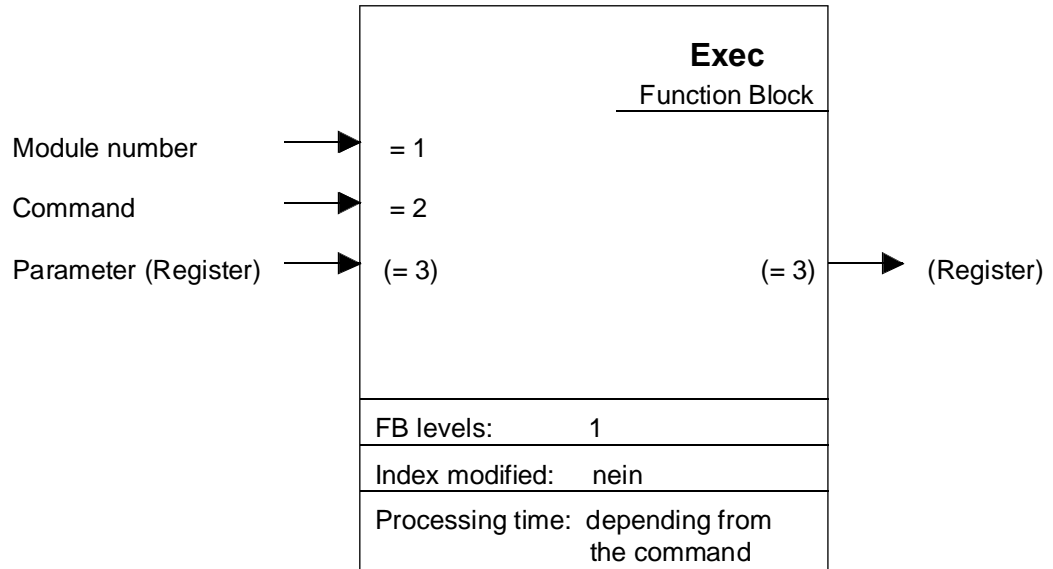 Exec
Function Block
Module number = 1
Command = 2
Parameter (Register) (= 3) (= 3) (Register)
FB levels: 1
Index modified: nein
Processing time: depending from
the command